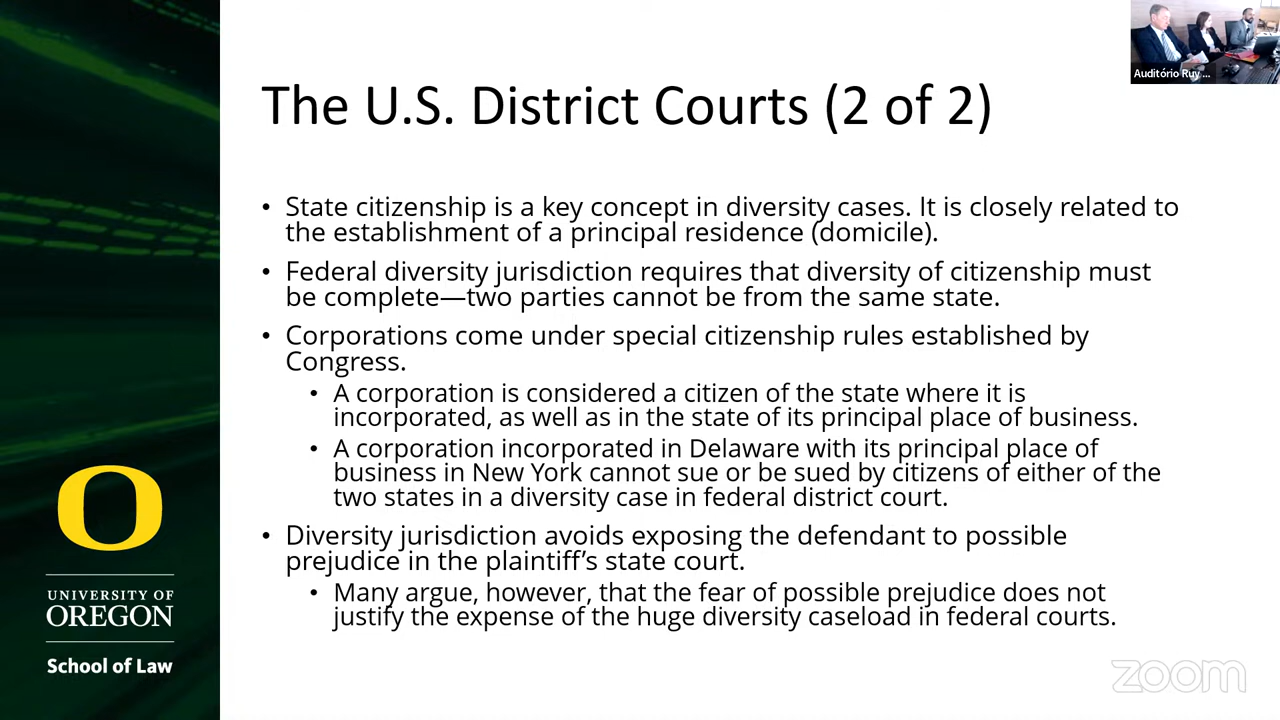 Auditório Ruy ...
The U.S. District Courts (2 of 2)
• State citizenship is a key concept in diversity cases. It is closely related to
the establishment of a principal residence (domicile).
• Federal diversity jurisdiction requires that diversity of citizenship must
be complete—two parties cannot be from the same state.
• Corporations come under special citizenship rules established by
Congress.
• A corporation is considered a citizen of the state where it is
incorporated, as well as in the state of its principal place of business.
• A corporation incorporated in Delaware with its principal place of
business in New York cannot sue or be sued by citizens of either of the
two states in a diversity case in federal district court.
• Diversity jurisdiction avoids exposing the defendant to possible
prejudice in the plaintiff’s state court.
• Many argue, however, that the fear of possible prejudice does not
justify the expense of the huge diversity caseload in federal courts.
O
UNIVERSITY OF
OREGON
School of Law
zoom